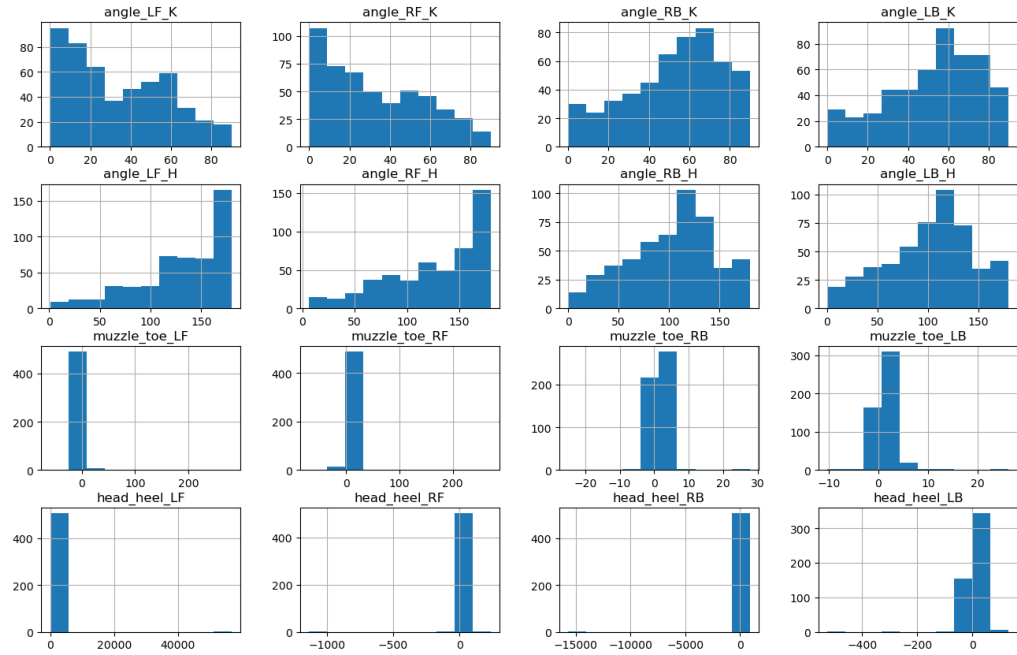 angle_LF_K angle_RF_K angle_RB_K angle_LB_K
80 60 40 20 0
100 75 50 25 0
80 60 40 20 0
80 60 40 20 0
0 20 40 60 80
0 20 40 60 80
0 20 40 60 80
0 20 40 60 80
angle_LF_H angle_RF_H angle_RB_H angle_LB_H
150 100 50 0
150 100 50 0
100 75 50 25 0
100 75 50 25 0
0 50 100 150
50 100 150
0 50 100 150
0 50 100 150
muzzle_toe_LF muzzle_toe_RF muzzle_toe_RB muzzle_toe_LB
400 200 0
400 200 0
200 100 0
300 200 100 0
0 100 200
0 100 200
−20 −10 0 10 20 30
−10 0 10 20
head_heel_LF head_heel_RF head_heel_RB head_heel_LB
400 200 0
400 200 0
400 200 0
300 200 100 0
0 20000 40000
−1000 −500 0
−15000 −10000 −5000 0
−400 −200 0